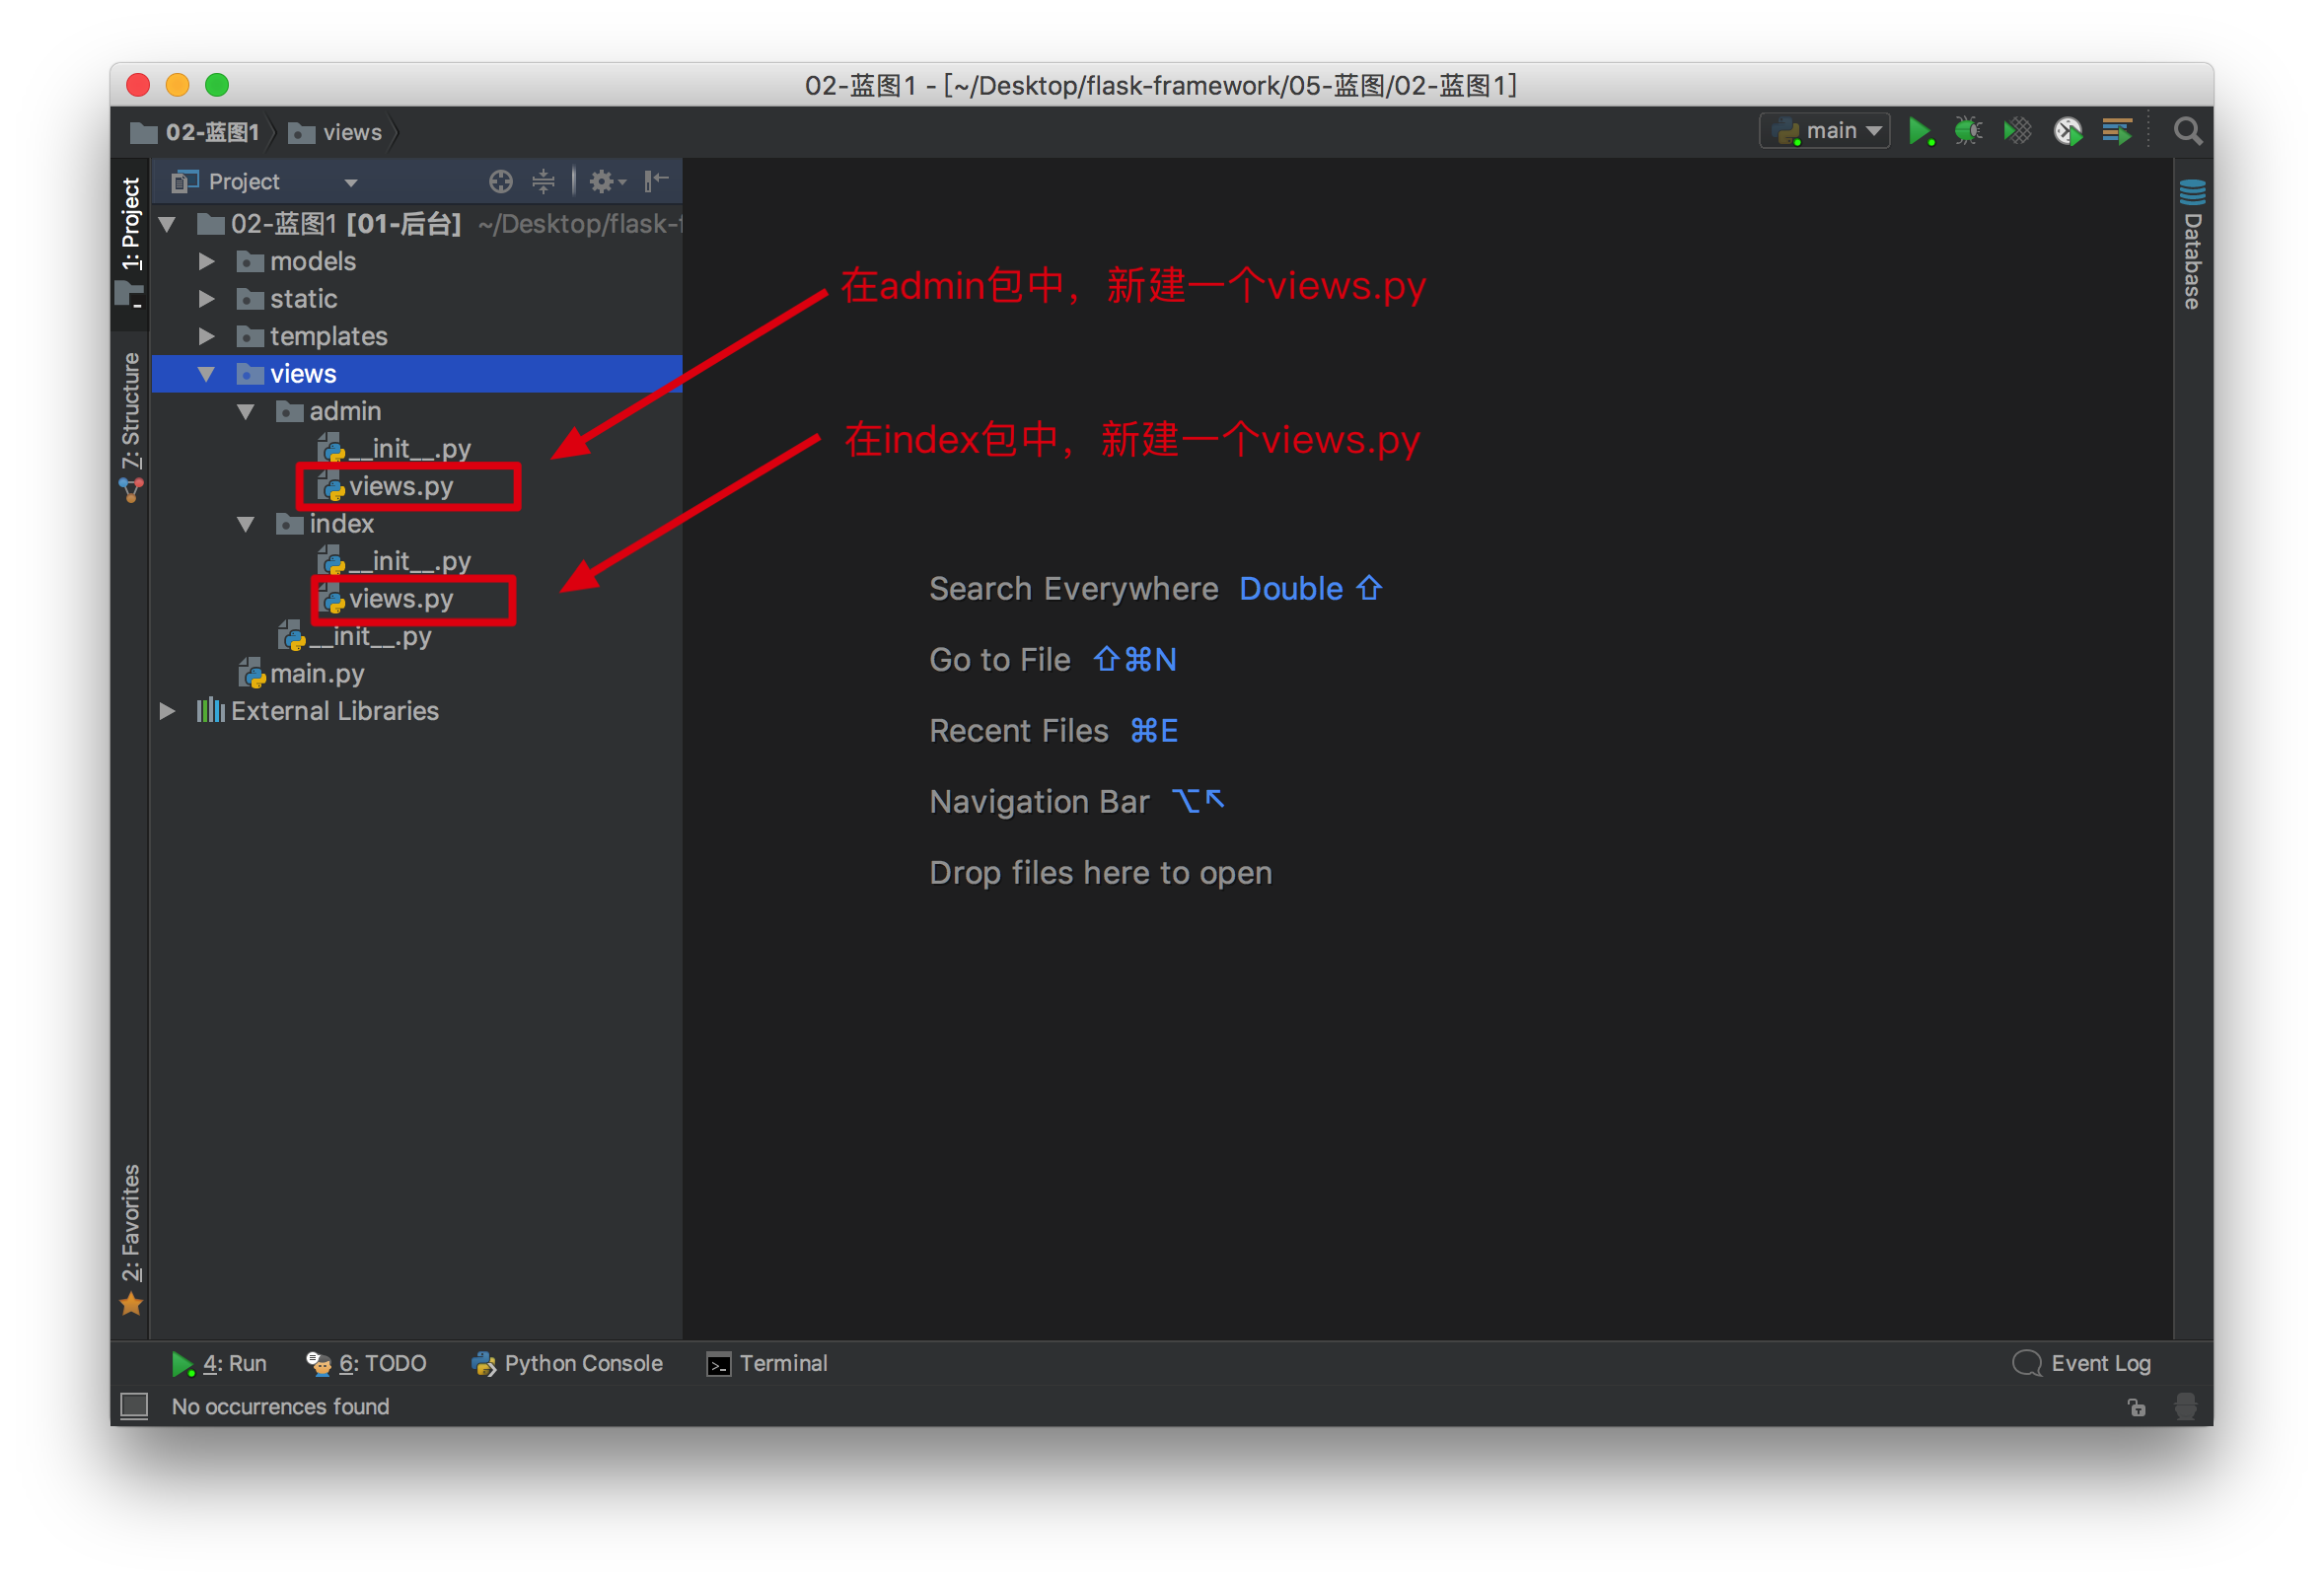 02-蓝图1 - [~/Desktop/flask-framework/05-蓝图/02-蓝图1]
02-蓝图1 views main
1: Project
Project
02-蓝图1 [01-后台] ~/Desktop/flask-
models
static
templates
views
admin
__init__.py
views.py
index
__init__.py
views.py
__init__.py
main.py
External Libraries
7: Structure
2: Favorites
在admin包中，新建一个views.py
在index包中，新建一个views.py
Search Everywhere Double ⇧
Go to File ⇧⌘N
Recent Files ⌘E
Navigation Bar ⌥↖
Drop files here to open
Database
4: Run 6: TODO Python Console Terminal Event Log
No occurrences found